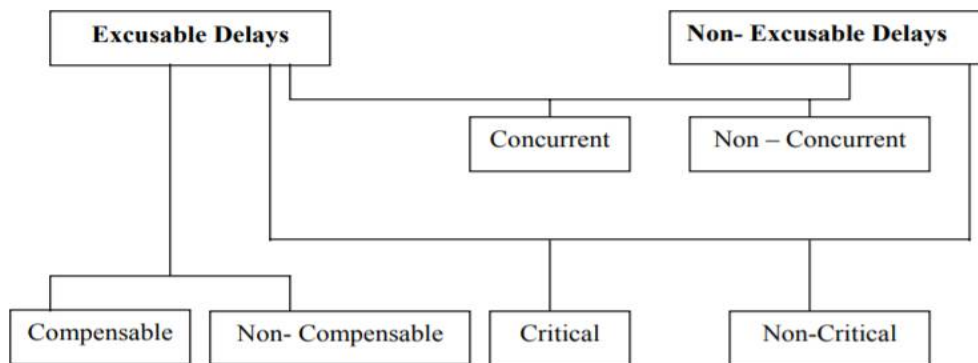 Excusable Delays
Non- Excusable Delays
Concurrent
Non – Concurrent
Compensable
Non- Compensable
Critical
Non-Critical